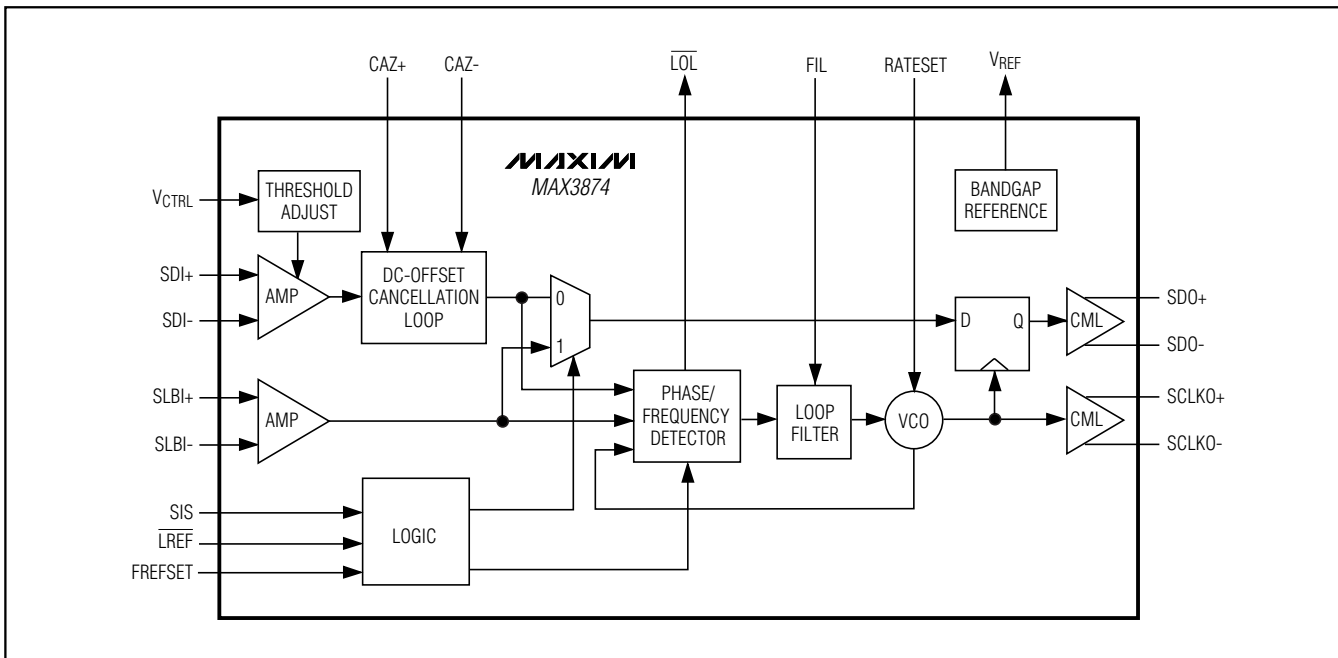 CAZ+
CAZ-
LOL
FIL
RATESET
VREF
MAXIM
MAX3874
VCTRL
THRESHOLD
ADJUST
BANDGAP
REFERENCE
SDI+
SDI-
AMP
DC-OFFSET
CANCELLATION
LOOP
0
1
D
Q
CML
SDO+
SDO-
SLBI+
SLBI-
AMP
PHASE/
FREQUENCY
DETECTOR
LOOP
FILTER
VCO
CML
SCLKO+
SCLKO-
SIS
LREF
FREFSET
LOGIC